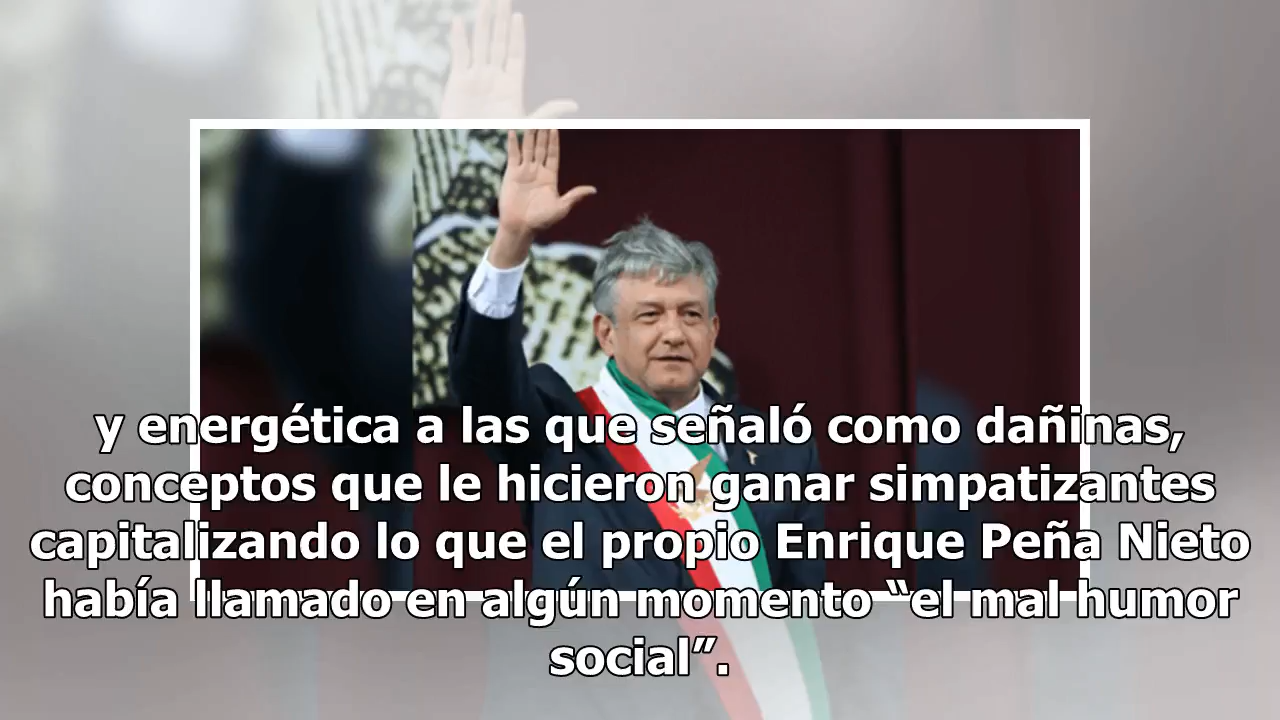 y energética a las que señaló como dañinas,
conceptos que le hicieron ganar simpatizantes
capitalizando lo que el propio Enrique Peña Nieto
había llamado en algún momento “el mal humor
social”.